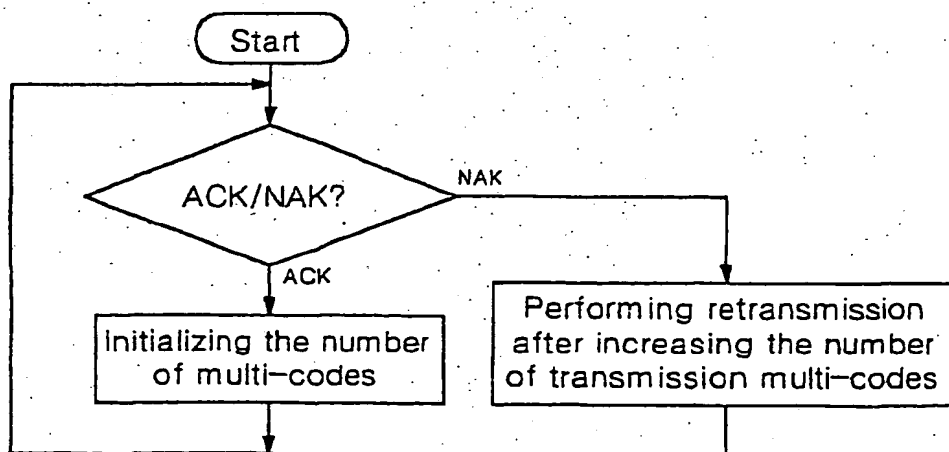 Start
ACK/NAK?
NAK
ACK
Initializing the number
of multi-codes
Performing retransmission
after increasing the number
of transmission multi-codes